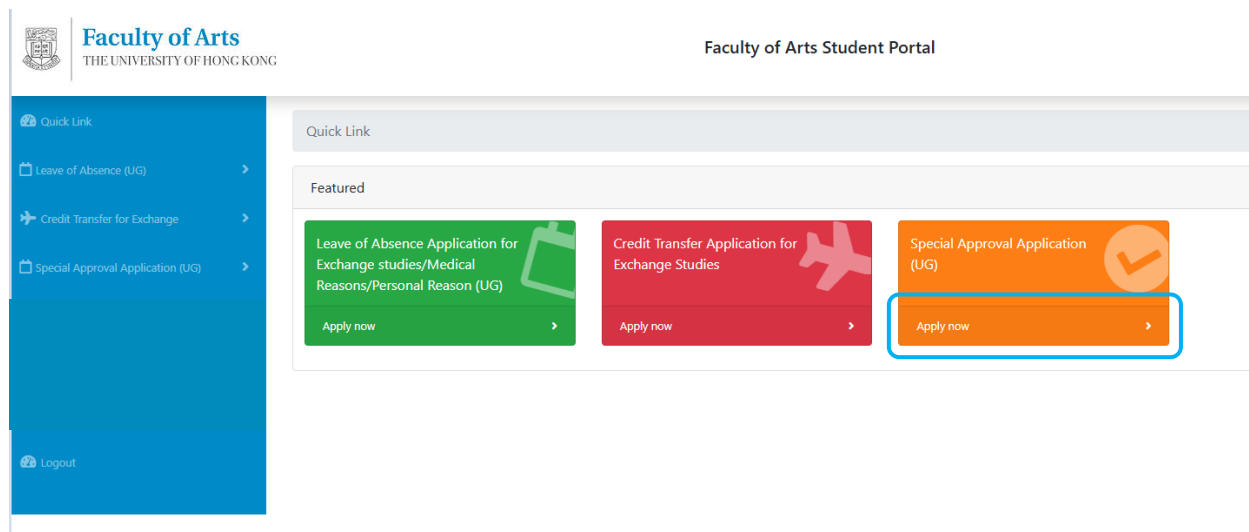 Faculty of Arts
THE UNIVERSITY OF HONG KONG
Faculty of Arts Student Portal
Quick Link
Leave of Absence (UG)
Credit Transfer for Exchange
Special Approval Application (UG)
Logout
Quick Link
Featured
Leave of Absence Application for
Exchange studies/Medical
Reasons/Personal Reason (UG)
Apply now
Credit Transfer Application for
Exchange Studies
Apply now
Special Approval Application
(UG)
Apply now